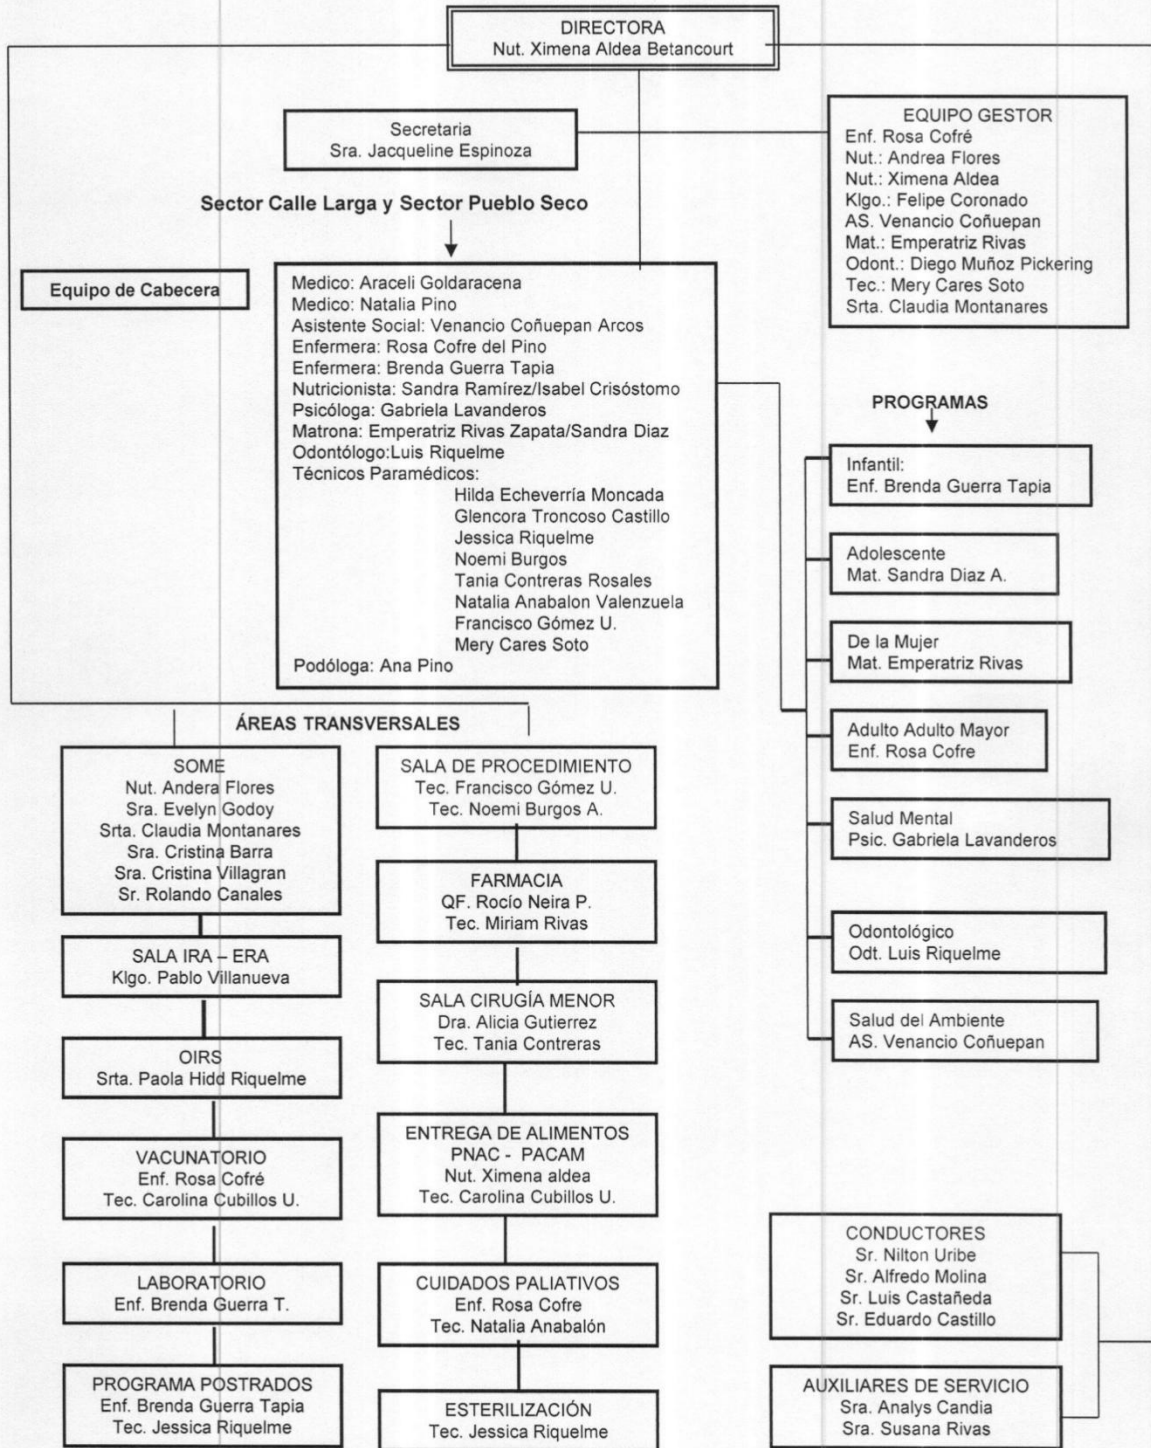 DIRECTORA
Nut. Ximena Aldea Betancourt
Secretaria
Sra. Jacqueline Espinoza
EQUIPO GESTOR
Enf. Rosa Cofré
Nut.: Andrea Flores
Nut.: Ximena Aldea
Klgo.: Felipe Coronado
AS. Venancio Coñuepan
Mat.: Emperatriz Rivas
Odont.: Diego Muñoz Pickering
Tec.: Mery Cares Soto
Srta. Claudia Montanares
Sector Calle Larga y Sector Pueblo Seco
Equipo de Cabecera
Medico: Araceli Goldaracena
Medico: Natalia Pino
Asistente Social: Venancio Coñuepan Arcos
Enfermera: Rosa Cofre del Pino
Enfermera: Brenda Guerra Tapia
Nutricionista: Sandra Ramírez/Isabel Crisóstomo
Psicóloga: Gabriela Lavanderos
Matrona: Emperatriz Rivas Zapata/Sandra Diaz
Odontólogo:Luis Riquelme
Técnicos Paramédicos:
Hilda Echeverría Moncada
Glencora Troncoso Castillo
Jessica Riquelme
Noemi Burgos
Tania Contreras Rosales
Natalia Anabalon Valenzuela
Francisco Gómez U.
Mery Cares Soto
Podóloga: Ana Pino
PROGRAMAS
Infantil:
Enf. Brenda Guerra Tapia
Adolescente
Mat. Sandra Diaz A.
De la Mujer
Mat. Emperatriz Rivas
Adulto Adulto Mayor
Enf. Rosa Cofre
Salud Mental
Psic. Gabriela Lavanderos
Odontológico
Odt. Luis Riquelme
Salud del Ambiente
AS. Venancio Coñuepan
ÁREAS TRANSVERSALES
SOME
Nut. Andera Flores
Sra. Evelyn Godoy
Srta. Claudia Montanares
Sra. Cristina Barra
Sra. Cristina Villagran
Sr. Rolando Canales
SALA IRA – ERA
Klgo. Pablo Villanueva
OIRS
Srta. Paola Hidd Riquelme
VACUNATORIO
Enf. Rosa Cofré
Tec. Carolina Cubillos U.
LABORATORIO
Enf. Brenda Guerra T.
PROGRAMA POSTRADOS
Enf. Brenda Guerra Tapia
Tec. Jessica Riquelme
SALA DE PROCEDIMIENTO
Tec. Francisco Gómez U.
Tec. Noemi Burgos A.
FARMACIA
QF. Rocío Neira P.
Tec. Miriam Rivas
SALA CIRUGÍA MENOR
Dra. Alicia Gutierrez
Tec. Tania Contreras
ENTREGA DE ALIMENTOS
PNAC - PACAM
Nut. Ximena aldea
Tec. Carolina Cubillos U.
CUIDADOS PALIATIVOS
Enf. Rosa Cofre
Tec. Natalia Anabalón
ESTERILIZACIÓN
Tec. Jessica Riquelme
CONDUCTORES
Sr. Nilton Uribe
Sr. Alfredo Molina
Sr. Luis Castañeda
Sr. Eduardo Castillo
AUXILIARES DE SERVICIO
Sra. Analys Candia
Sra. Susana Rivas